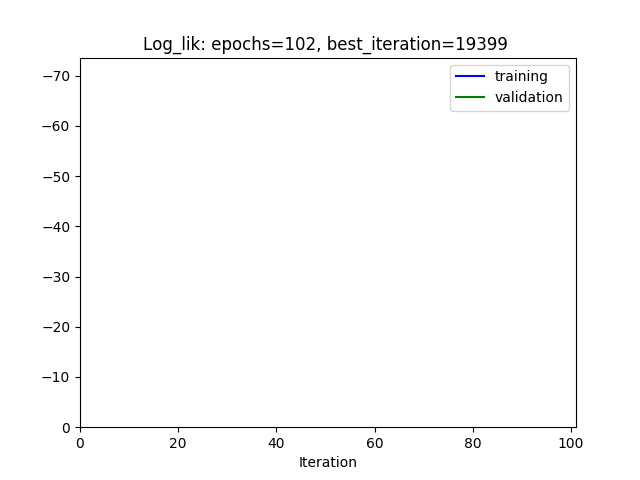 Log_lik: epochs=102, best_iteration=19399
training
validation
−70
−60
−50
−40
−30
−20
−10
0
0 20 40 60 80 100
Iteration